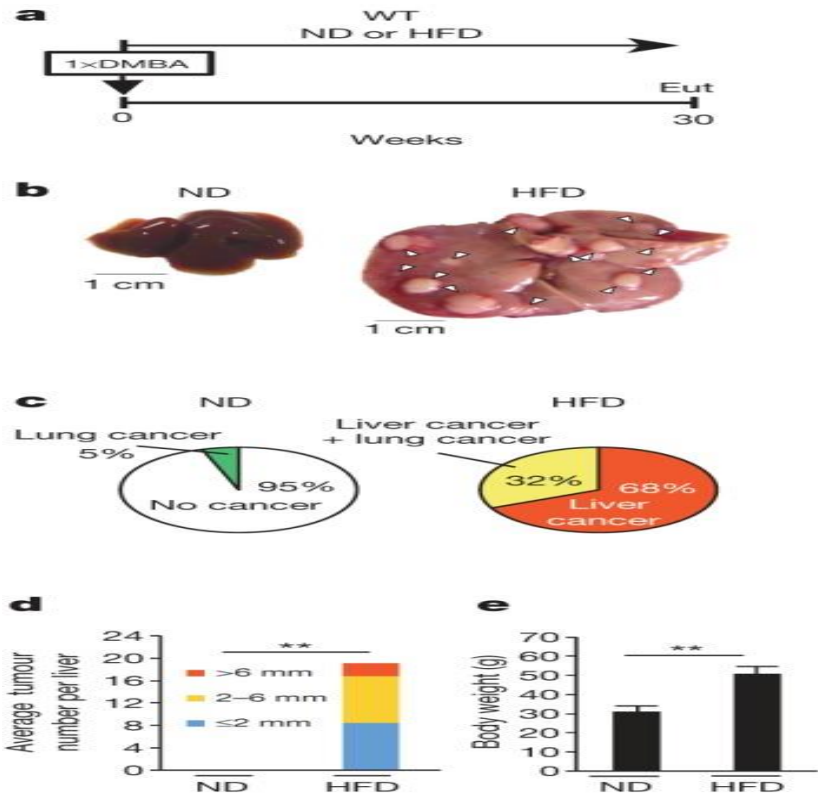 a
WT
ND or HFD
1xDMBA
Eut
0
30
Weeks
b
ND
HFD
1 cm
1 cm
c
ND
HFD
Lung cancer
5%
95%
No cancer
Liver cancer
+ lung cancer
32%
68%
Liver
cancer
d
Average tumour
number per liver
24
20
16
12
8
4
0
**
>6 mm
2–6 mm
≤2 mm
ND
HFD
e
Body weight (g)
70
60
50
40
30
20
10
0
**
ND
HFD